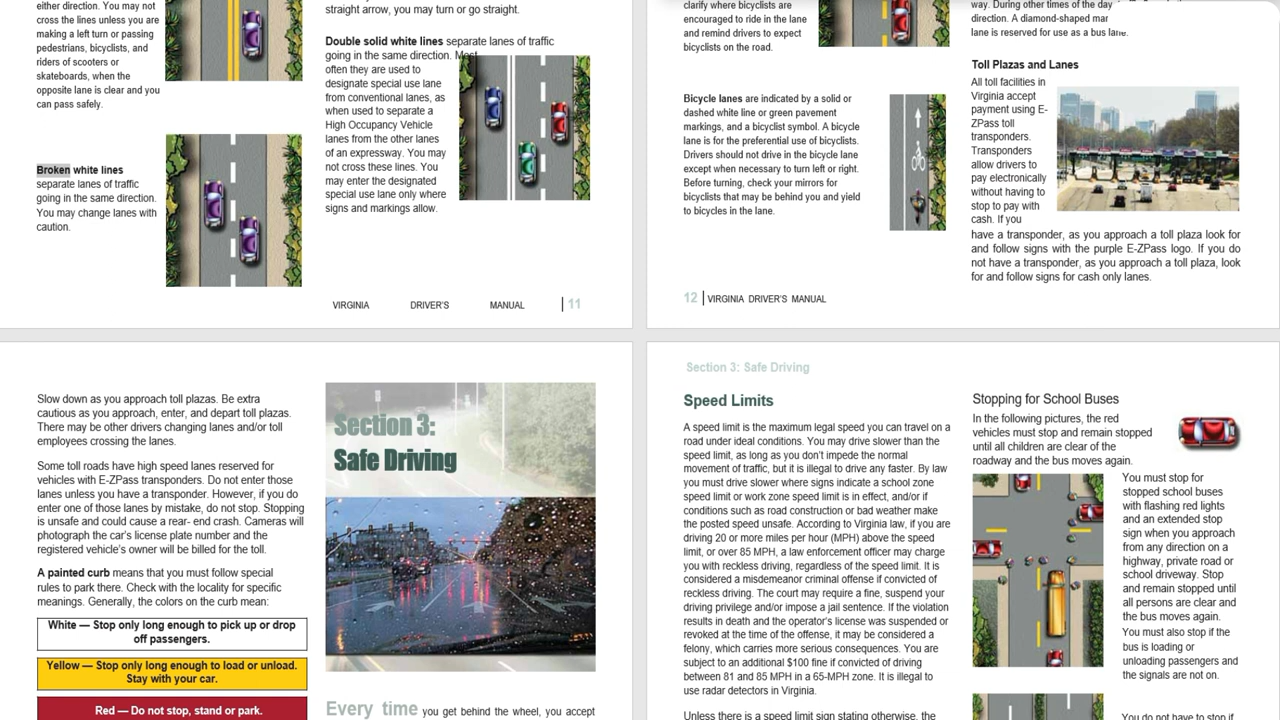 either direction. You may not
cross the lines unless you are
making a left turn or passing
pedestrians, bicyclists, and
riders of scooters or
skateboards, when the
opposite lane is clear and you
can pass safely.
Broken white lines
separate lanes of traffic
going in the same direction.
You may change lanes with
caution.
straight arrow, you may turn or go straight.
Double solid white lines separate lanes of traffic
going in the same direction. Most
often they are used to
designate special use lane
from conventional lanes, as
when used to separate a
High Occupancy Vehicle
lanes from the other lanes
of an expressway. You may
not cross these lines. You
may enter the designated
special use lane only where
signs and markings allow.
VIRGINIA DRIVER'S MANUAL 11
clarify where bicyclists are
encouraged to ride in the lane
and remind drivers to expect
bicyclists on the road.
Bicycle lanes are indicated by a solid or
dashed white line or green pavement
markings, and a bicyclist symbol. A bicycle
lane is for the preferential use of bicyclists.
Drivers should not drive in the bicycle lane
except when necessary to turn left or right.
Before turning, check your mirrors for
bicyclists that may be behind you and yield
to bicycles in the lane.
way. During other times of the day
direction. A diamond-shaped mar
lane is reserved for use as a bus lane.
Toll Plazas and Lanes
All toll facilities in
Virginia accept
payment using E-
ZPass toll
transponders.
Transponders
allow drivers to
pay electronically
without having to
stop to pay with
cash. If you
have a transponder, as you approach a toll plaza look for
and follow signs with the purple E-ZPass logo. If you do
not have a transponder, as you approach a toll plaza, look
for and follow signs for cash only lanes.
12 VIRGINIA DRIVER'S MANUAL
Slow down as you approach toll plazas. Be extra
cautious as you approach, enter, and depart toll plazas.
There may be other drivers changing lanes and/or toll
employees crossing the lanes.
Some toll roads have high speed lanes reserved for
vehicles with E-ZPass transponders. Do not enter those
lanes unless you have a transponder. However, if you do
enter one of those lanes by mistake, do not stop. Stopping
is unsafe and could cause a rear- end crash. Cameras will
photograph the car's license plate number and the
registered vehicle's owner will be billed for the toll.
A painted curb means that you must follow special
rules to park there. Check with the locality for specific
meanings. Generally, the colors on the curb mean:
White — Stop only long enough to pick up or drop
off passengers.
Yellow — Stop only long enough to load or unload.
Stay with your car.
Red — Do not stop, stand or park.
Section 3:
Safe Driving
Every time you get behind the wheel, you accept
Section 3: Safe Driving
Speed Limits
A speed limit is the maximum legal speed you can travel on a
road under ideal conditions. You may drive slower than the
speed limit, as long as you don't impede the normal
movement of traffic, but it is illegal to drive any faster. By law
you must drive slower where signs indicate a school zone
speed limit or work zone speed limit is in effect, and/or if
conditions such as road construction or bad weather make
the posted speed unsafe. According to Virginia law, if you are
driving 20 or more miles per hour (MPH) above the speed
limit, or over 85 MPH, a law enforcement officer may charge
you with reckless driving, regardless of the speed limit. It is
considered a misdemeanor criminal offense if convicted of
reckless driving. The court may require a fine, suspend your
driving privilege and/or impose a jail sentence. If the violation
results in death and the operator's license was suspended or
revoked at the time of the offense, it may be considered a
felony, which carries more serious consequences. You are
subject to an additional $100 fine if convicted of driving
between 81 and 85 MPH in a 65-MPH zone. It is illegal to
use radar detectors in Virginia.
Unless there is a speed limit sign stating otherwise, the
Stopping for School Buses
In the following pictures, the red
vehicles must stop and remain stopped
until all children are clear of the
roadway and the bus moves again.
You must stop for
stopped school buses
with flashing red lights
and an extended stop
sign when you approach
from any direction on a
highway, private road or
school driveway. Stop
and remain stopped until
all persons are clear and
the bus moves again.
You must also stop if the
bus is loading or
unloading passengers and
the signals are not on.
You do not have to stop if